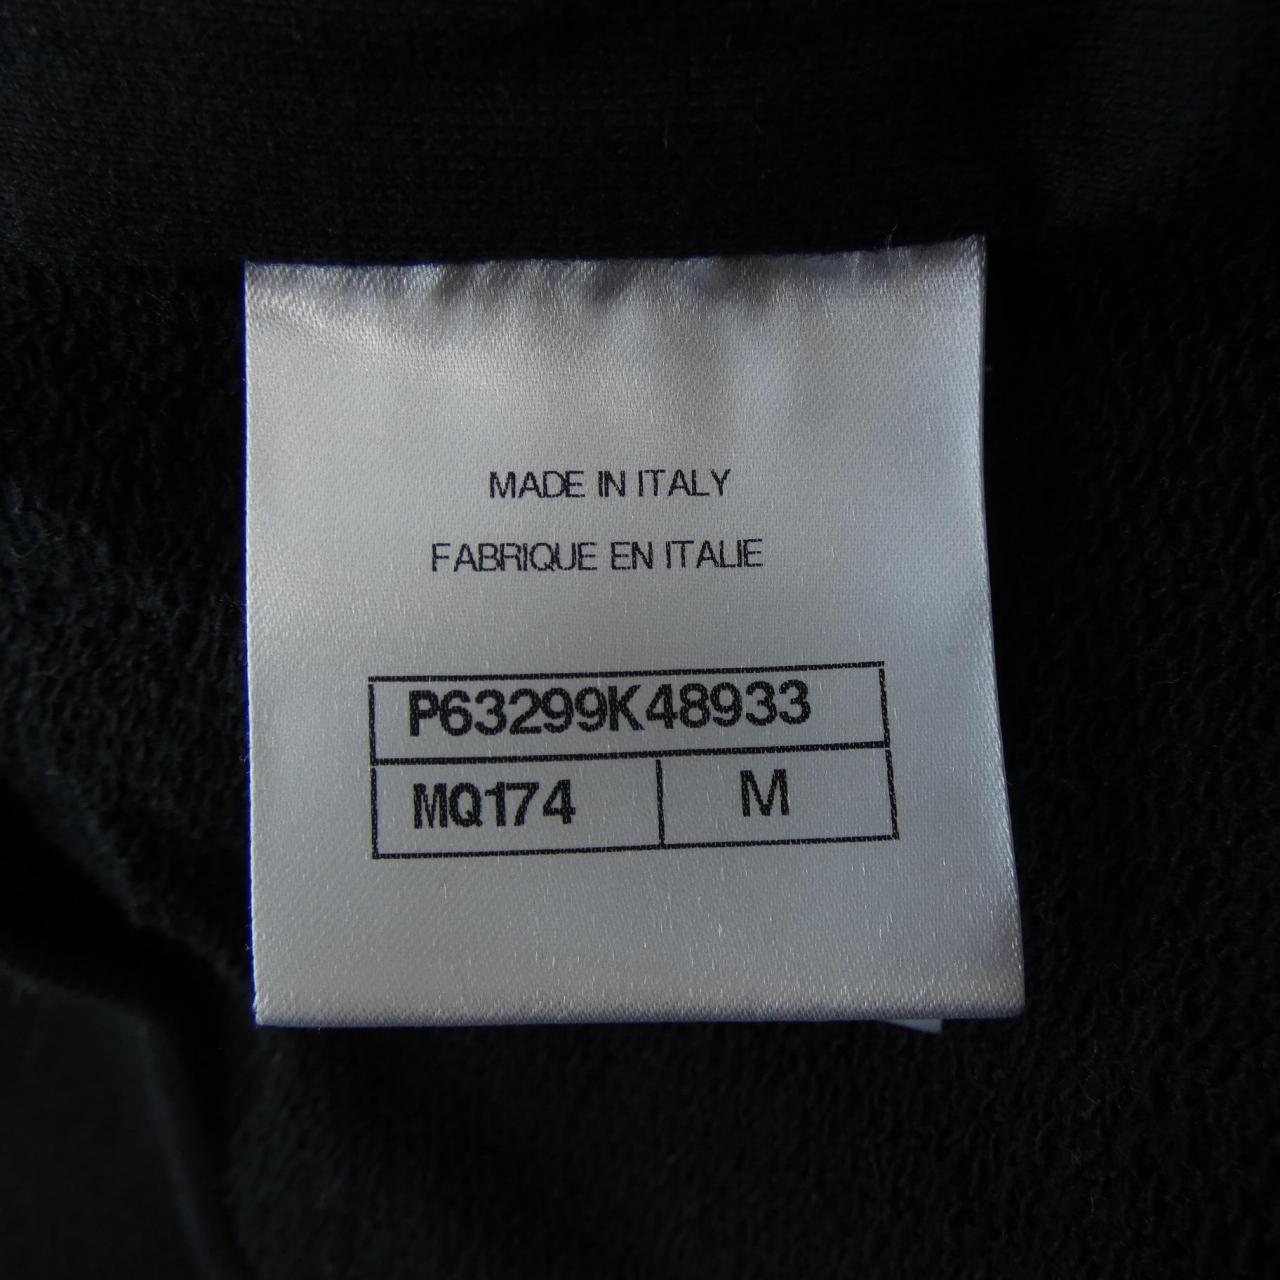 MADE IN ITALY
FABRIQUE EN ITALIE
P63299K48933
MQ174 M